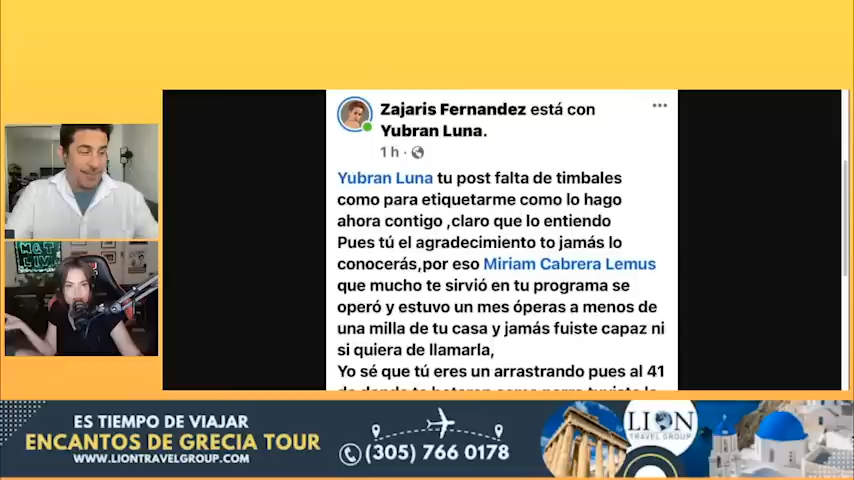 Zajaris Fernandez está con
Yubran Luna.
1 h ·
Yubran Luna tu post falta de timbales
como para etiquetarme como lo hago
ahora contigo ,claro que lo entiendo
Pues tú el agradecimiento to jamás lo
conocerás,por eso Miriam Cabrera Lemus
que mucho te sirvió en tu programa se
operó y estuvo un mes óperas a menos de
una milla de tu casa y jamás fuiste capaz ni
si quiera de llamarla,
Yo sé que tú eres un arrastrando pues al 41
ES TIEMPO DE VIAJAR
ENCANTOS DE GRECIA TOUR
WWW.LIONTRAVELGROUP.COM
(305) 766 0178
LION
TRAVEL GROUP